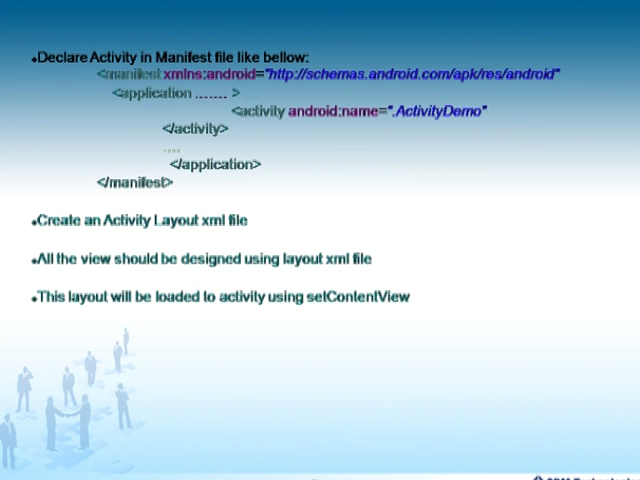 •Declare Activity in Manifest file like bellow:
<manifest xmlns:android="http://schemas.android.com/apk/res/android"
<application ....... >
<activity android:name=".ActivityDemo"
</activity>
....
</application>
</manifest>
•Create an Activity Layout xml file
•All the view should be designed using layout xml file
•This layout will be loaded to activity using setContentView